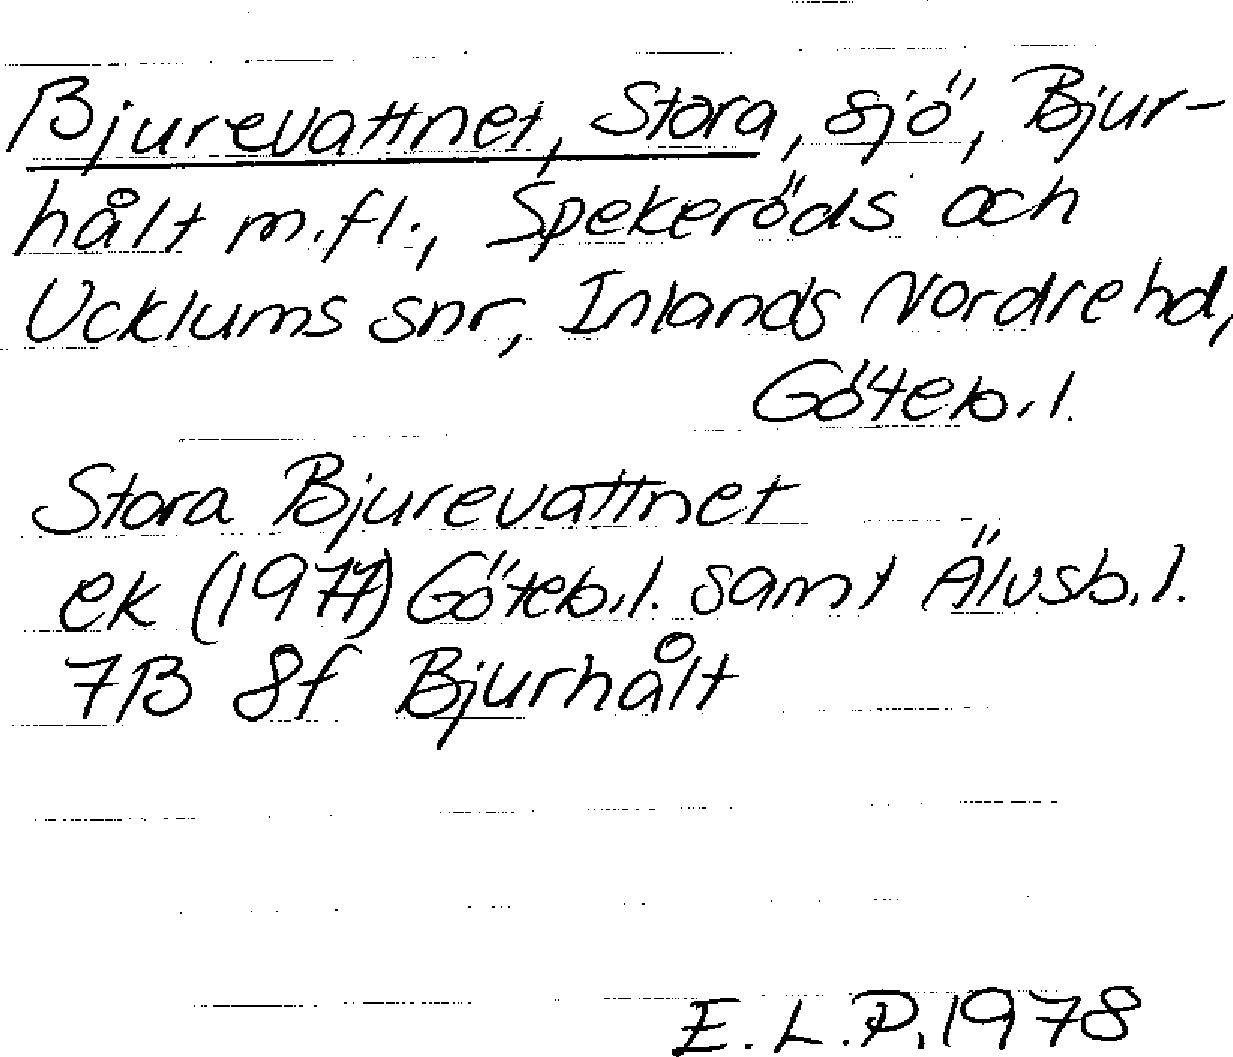 Bjurevattnet, Stora, sjö, Bjur-
hålt m.fl., Spekeröds och
Ucklums snr, Inlands Nordre hd,
Göteb.l.
Stora Bjurevattnet
ek (1977) Göteb.l. samt Älvsb.l.
7B 8f Bjurhålt
E.L.P. 1978